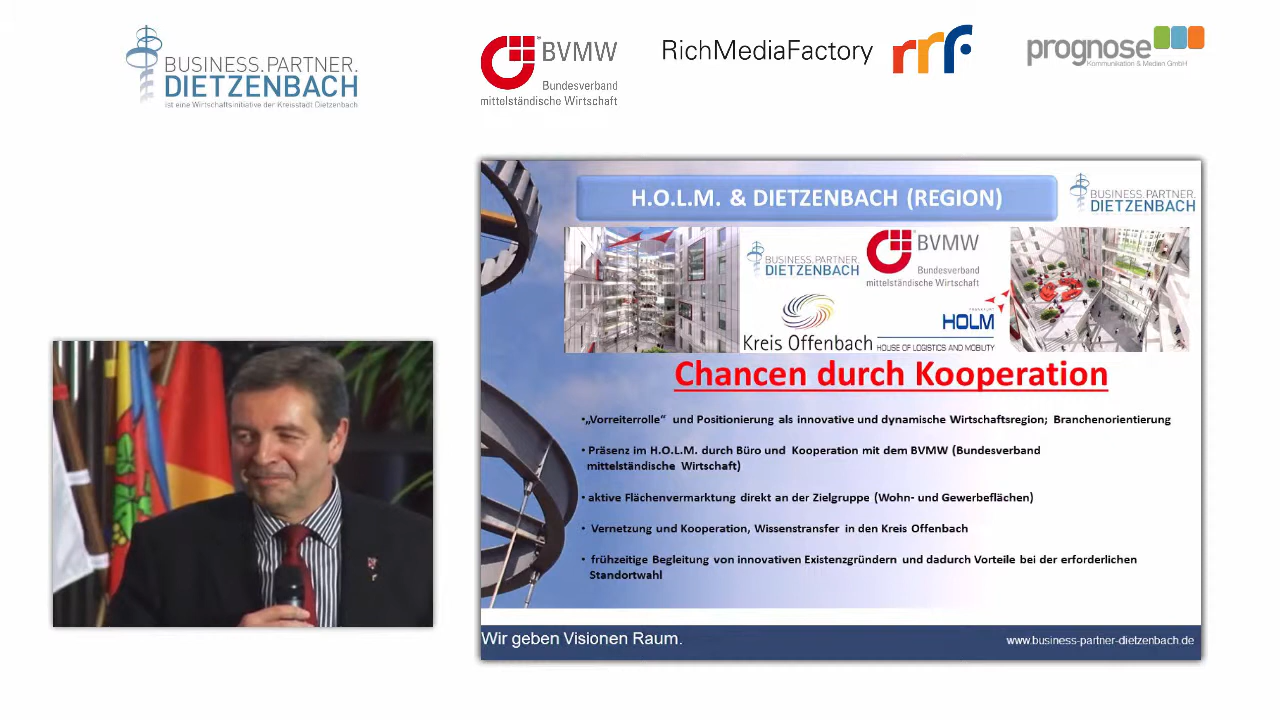 BUSINESS.PARTNER.
DIETZENBACH
ist eine Wirtschaftsinitiative der Kreisstadt Dietzenbach
BVMW
Bundesverband
mittelständische Wirtschaft
RichMediaFactory
rrf
prognose
Kommunikation & Medien GmbH
H.O.L.M. & DIETZENBACH (REGION)
BUSINESS.PARTNER.
DIETZENBACH
BUSINESS.PARTNER.
DIETZENBACH
BVMW
Bundesverband
mittelständische Wirtschaft
Kreis Offenbach
FRANKFURT
HOLM
HOUSE OF LOGISTICS AND MOBILITY
Chancen durch Kooperation
• „Vorreiterrolle“ und Positionierung als innovative und dynamische Wirtschaftsregion; Branchenorientierung
• Präsenz im H.O.L.M. durch Büro und Kooperation mit dem BVMW (Bundesverband
mittelständische Wirtschaft)
• aktive Flächenvermarktung direkt an der Zielgruppe (Wohn- und Gewerbeflächen)
• Vernetzung und Kooperation, Wissenstransfer in den Kreis Offenbach
• frühzeitige Begleitung von innovativen Existenzgründern und dadurch Vorteile bei der erforderlichen
Standortwahl
Wir geben Visionen Raum.
www.business-partner-dietzenbach.de